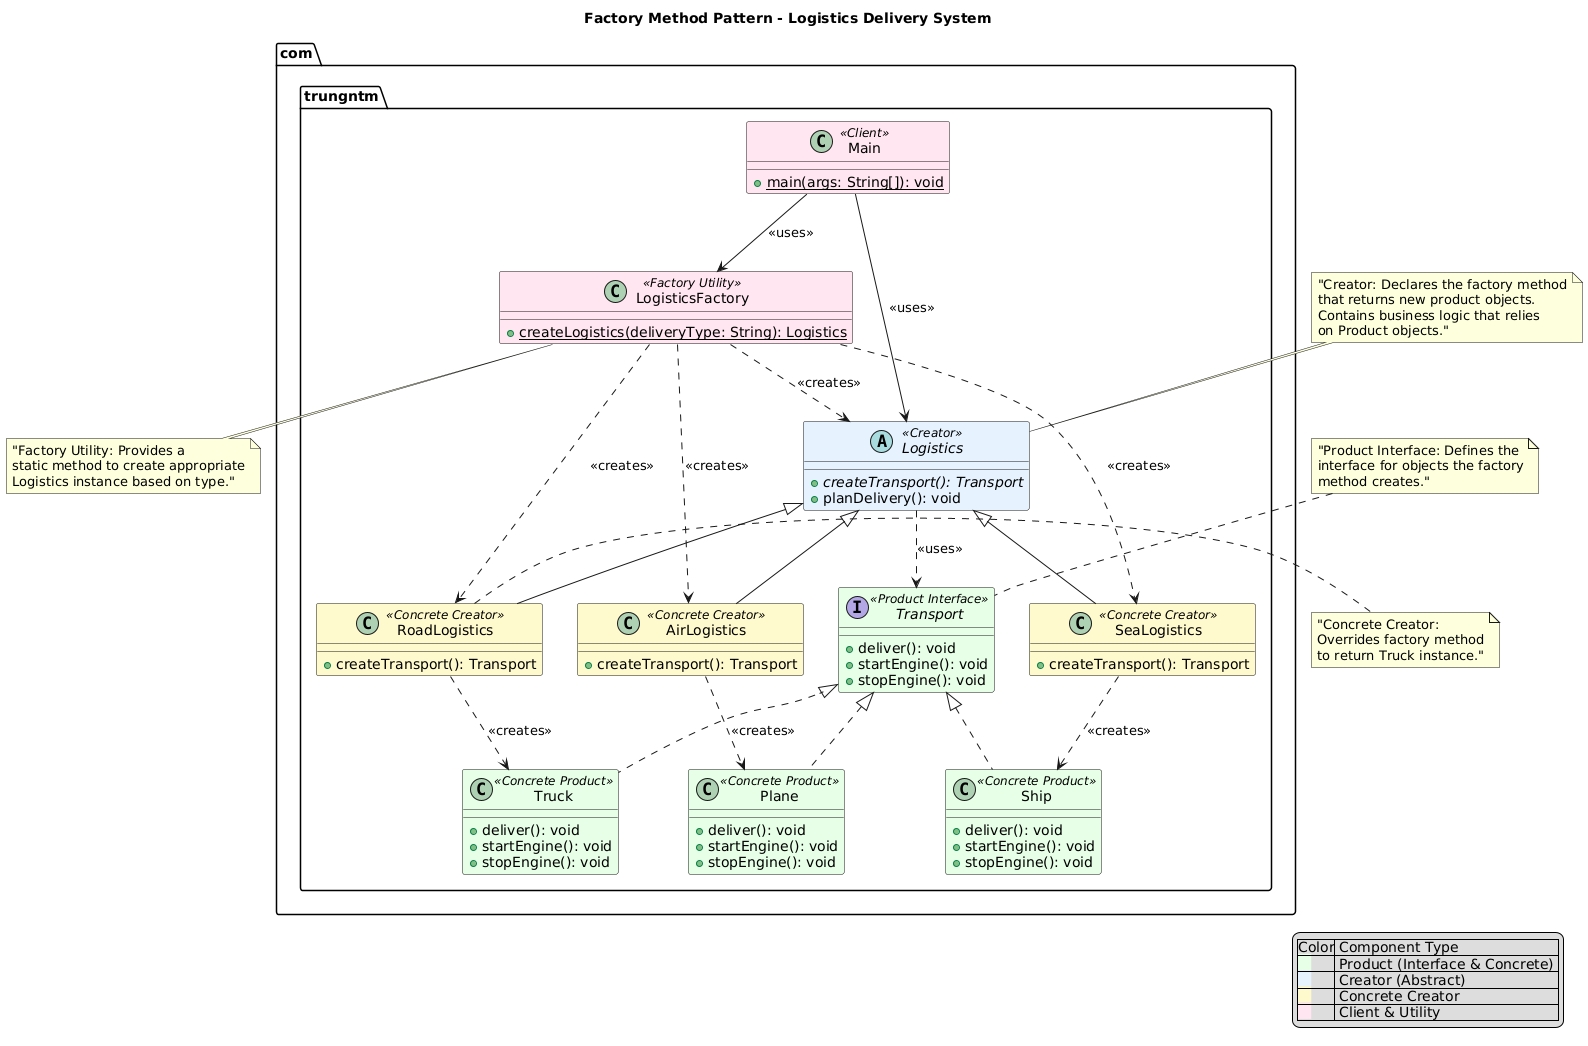 Factory Method Pattern - Logistics Delivery System
com
trungntm
C
«Client»
Main
main(args: String[]): void
«uses»
C
«Factory Utility»
LogisticsFactory
createLogistics(deliveryType: String): Logistics
"Creator: Declares the factory method
that returns new product objects.
Contains business logic that relies
on Product objects."
«uses»
«creates»
A
«Creator»
Logistics
createTransport(): Transport
planDelivery(): void
"Factory Utility: Provides a
static method to create appropriate
Logistics instance based on type."
«creates»
«creates»
«creates»
"Product Interface: Defines the
interface for objects the factory
method creates."
«uses»
C
«Concrete Creator»
RoadLogistics
createTransport(): Transport
C
«Concrete Creator»
AirLogistics
createTransport(): Transport
I
«Product Interface»
Transport
deliver(): void
startEngine(): void
stopEngine(): void
C
«Concrete Creator»
SeaLogistics
createTransport(): Transport
"Concrete Creator:
Overrides factory method
to return Truck instance."
«creates»
«creates»
«creates»
C
«Concrete Product»
Truck
deliver(): void
startEngine(): void
stopEngine(): void
C
«Concrete Product»
Plane
deliver(): void
startEngine(): void
stopEngine(): void
C
«Concrete Product»
Ship
deliver(): void
startEngine(): void
stopEngine(): void
Color Component Type
Product (Interface & Concrete)
Creator (Abstract)
Concrete Creator
Client & Utility